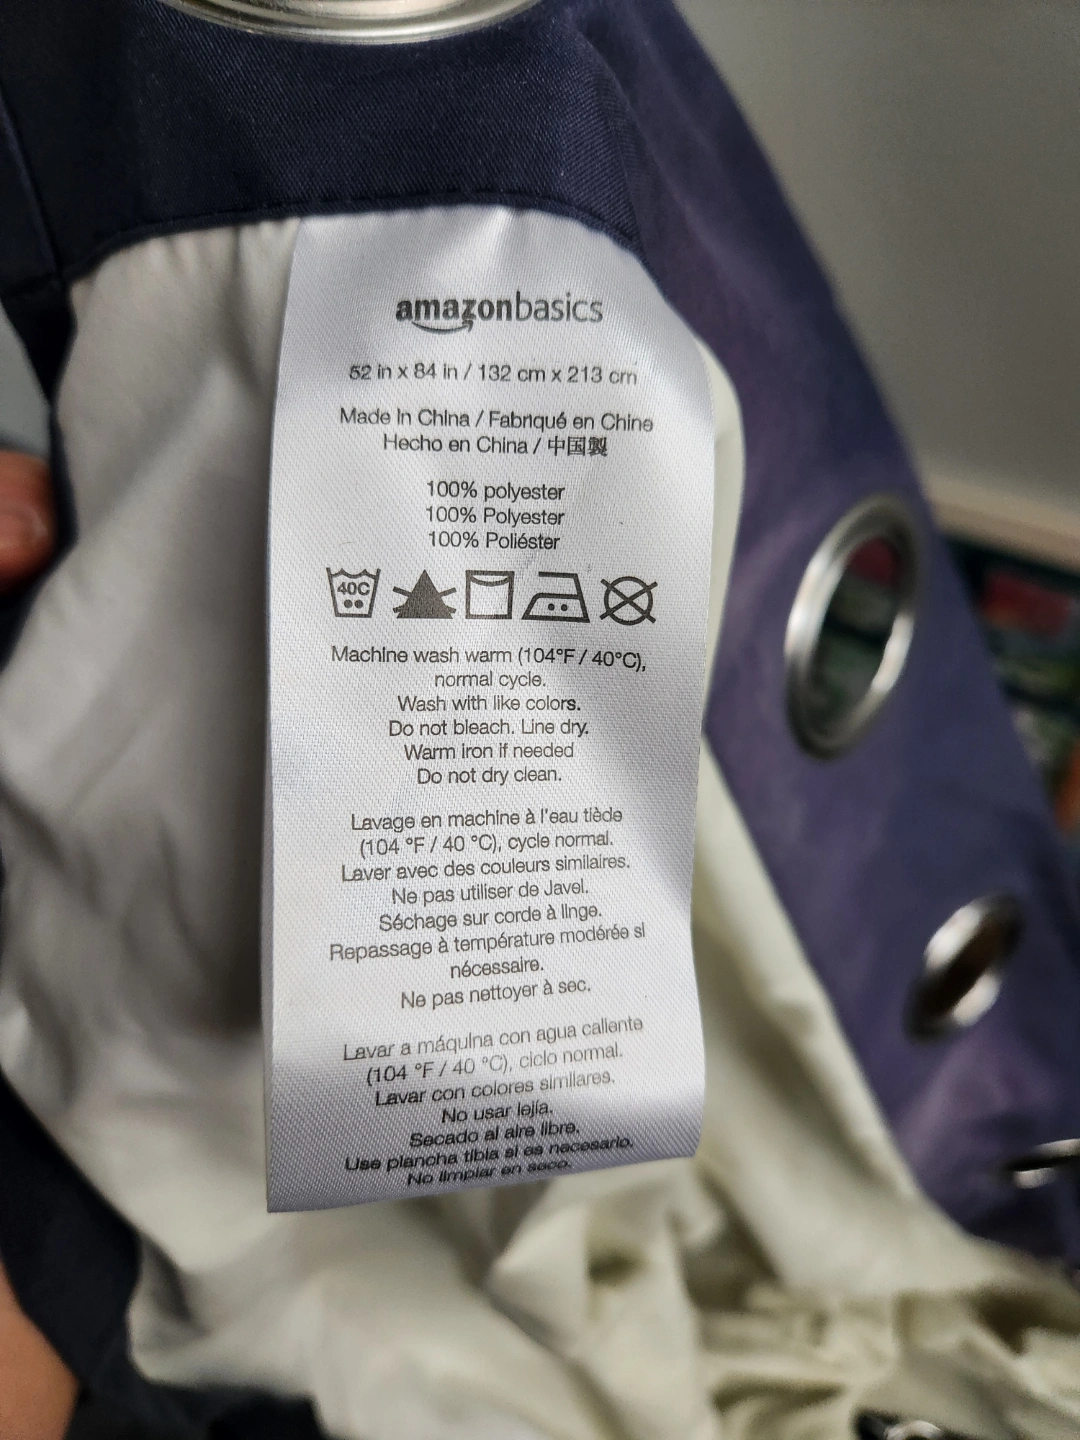 amazonbasics
52 in x 84 in / 132 cm x 213 cm
Made in China / Fabriqué en Chine
Hecho en China / 中国製
100% polyester
100% Polyester
100% Poliéster
40C
Machine wash warm (104°F / 40°C),
normal cycle.
Wash with like colors.
Do not bleach. Line dry.
Warm iron if needed
Do not dry clean.
Lavage en machine à l'eau tiède
(104 °F / 40 °C), cycle normal.
Laver avec des couleurs similaires.
Ne pas utiliser de Javel.
Séchage sur corde à linge.
Repassage à température modérée si
nécessaire.
Ne pas nettoyer à sec.
Lavar a máquina con agua caliente
(104 °F / 40 °C), ciclo normal.
Lavar con colores similares.
No usar lejía.
Secado al aire libre.
Use plancha tibia si es necesario.
No limpiar en seco.